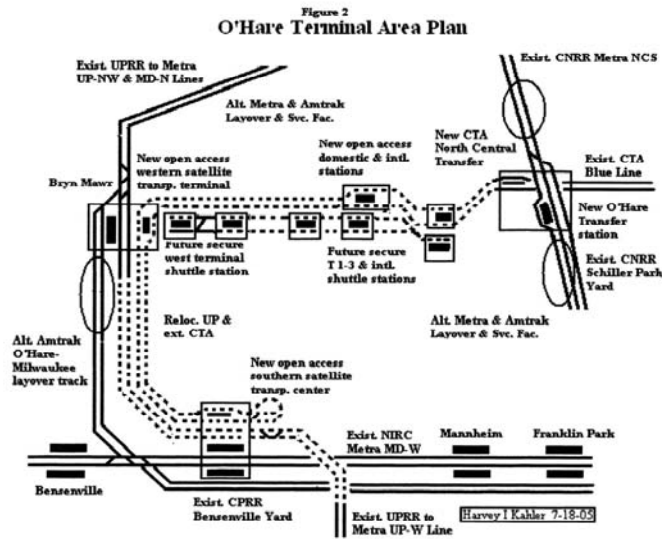 Figure 2
O'Hare Terminal Area Plan
Exist. UPRR to Metra
UP-NW & MD-N Lines
Exist. CNRR Metra NCS
Alt. Metra & Amtrak
Layover & Svc. Fac.
New open access
western satellite
transp. terminal
New open access
domestic & intl.
stations
New CTA
North Central
Transfer
Exist. CTA
Blue Line
Bryn Mawr
New O'Hare
Transfer
station
Future secure
west terminal
shuttle station
Future secure
T 1-3 & intl.
shuttle stations
Exist. CNRR
Schiller Park
Yard
Reloc. UP &
ext. CTA
Alt. Metra & Amtrak
Layover & Svc. Fac.
Alt. Amtrak
O'Hare-
Milwaukee
layover track
New open access
southern satellite
transp. center
Exist. NIRC
Metra MD-W
Mannheim
Franklin Park
Bensenville
Exist. CPRR
Bensenville Yard
Exist. UPRR to
Metra UP-W Line
Harvey I Kahler 7-18-05